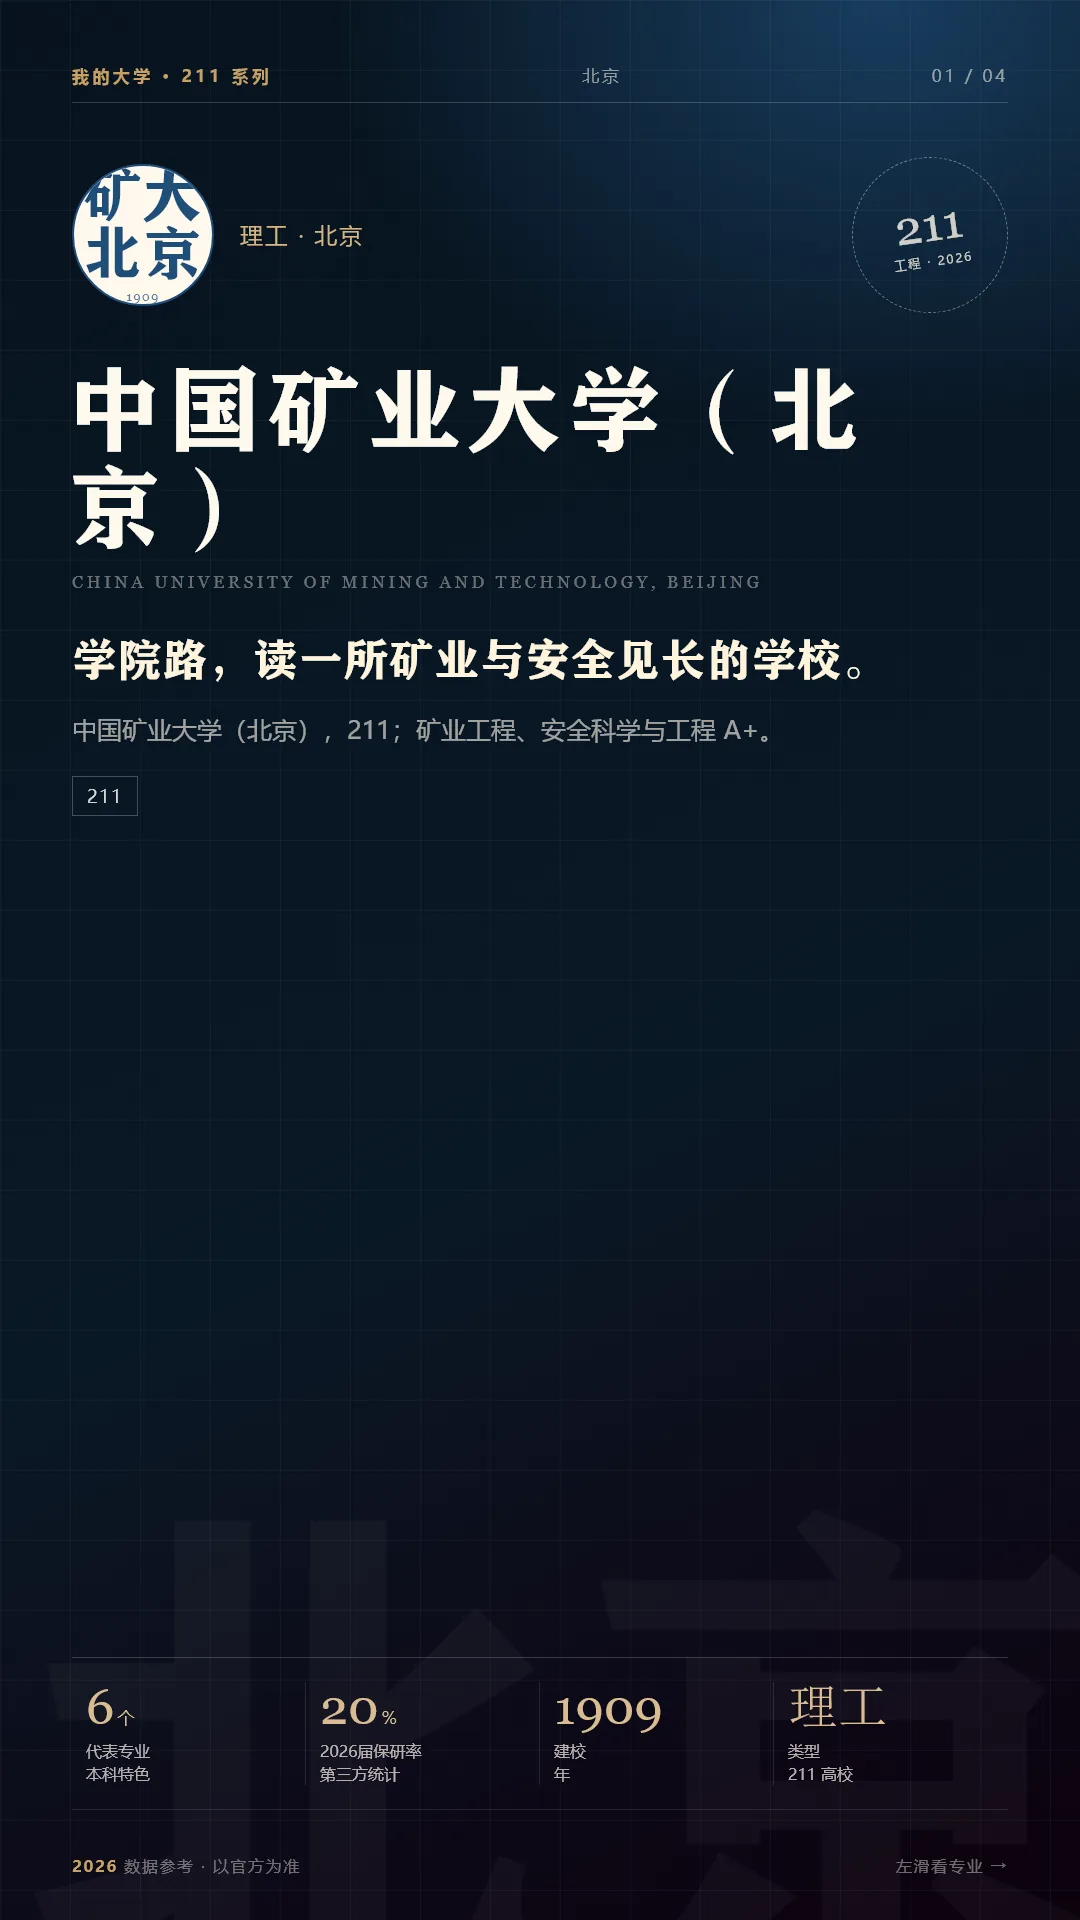 我的大学 · 211 系列
北京
01 / 04
矿大
北京
1909
理工 · 北京
211
工程 · 2026
中国矿业大学（北
京）
CHINA UNIVERSITY OF MINING AND TECHNOLOGY, BEIJING
学院路，读一所矿业与安全见长的学校。
中国矿业大学（北京），211；矿业工程、安全科学与工程 A+。
211
北京
6个
代表专业
本科特色
20%
2026届保研率
第三方统计
1909
建校
年
理工
类型
211 高校
2026 数据参考 · 以官方为准
左滑看专业 →